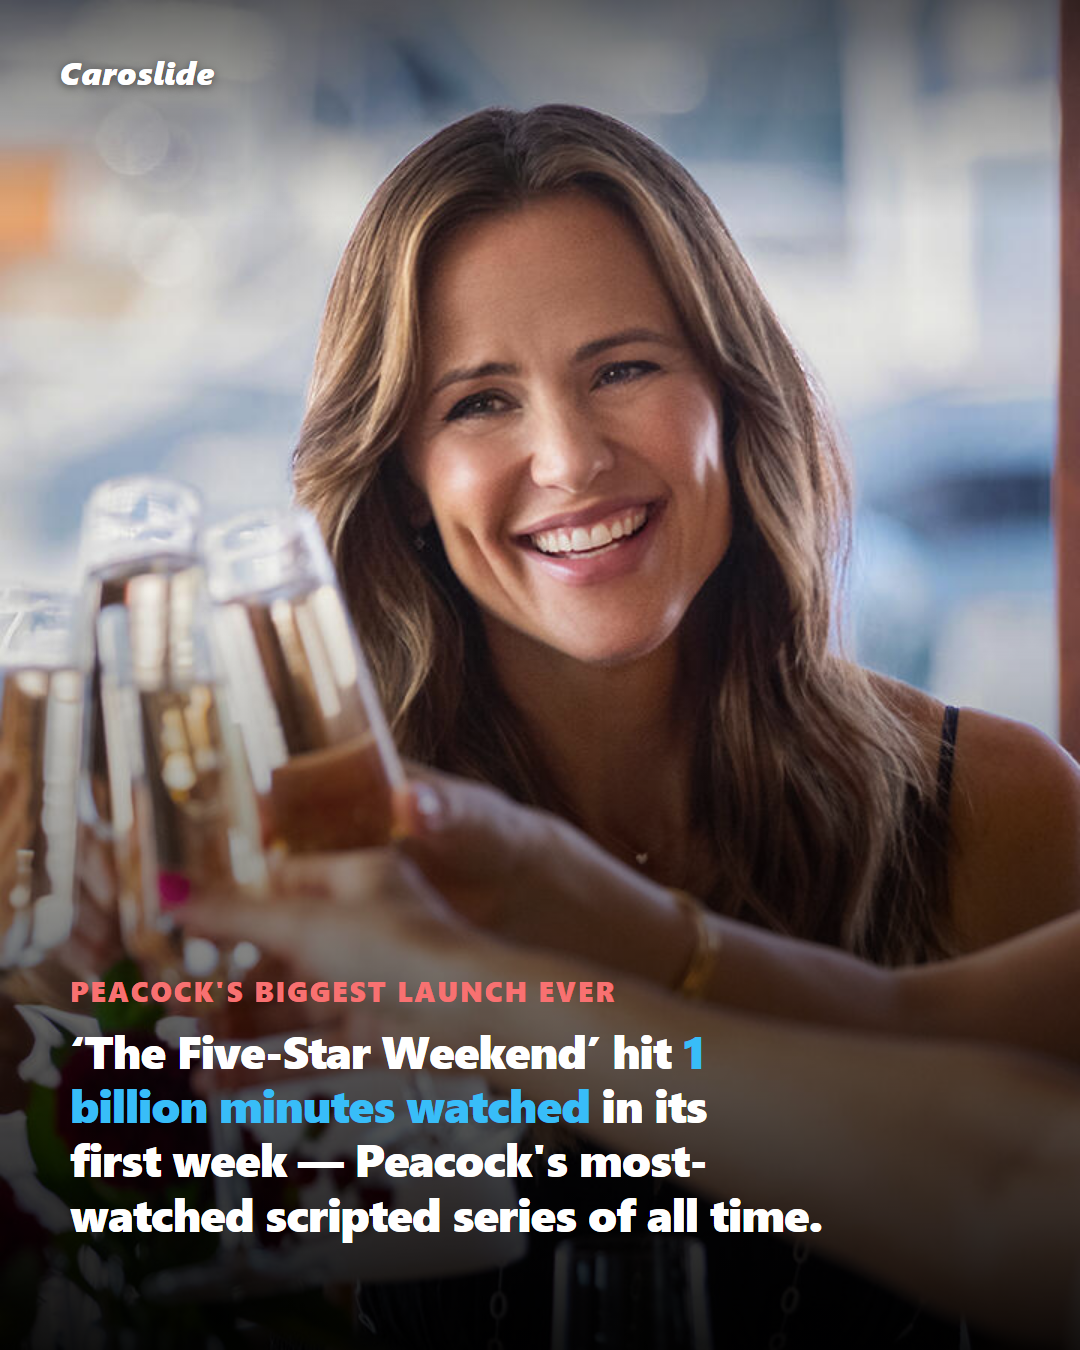 Caroslide
PEACOCK'S BIGGEST LAUNCH EVER
‘The Five-Star Weekend’ hit 1
billion minutes watched in its
first week — Peacock's most-
watched scripted series of all time.